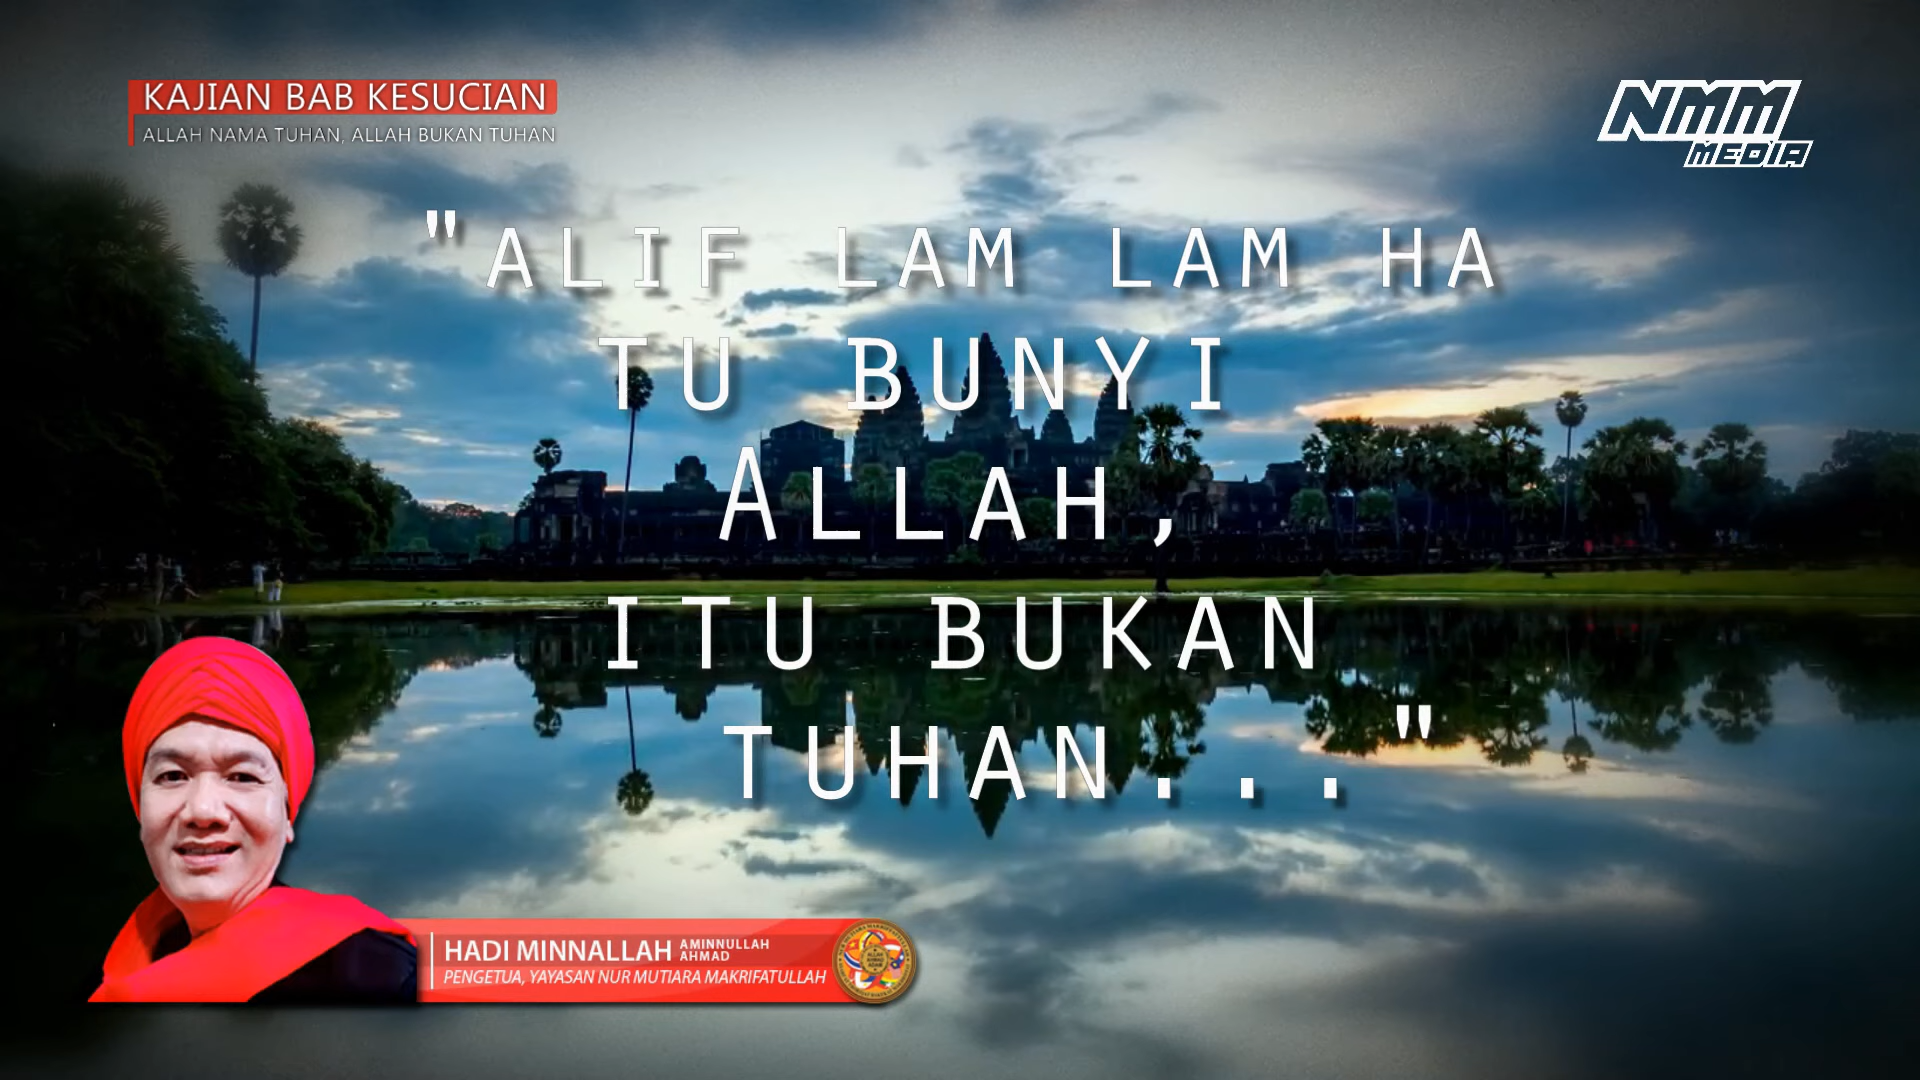 KAJIAN BAB KESUCIAN
ALLAH NAMA TUHAN, ALLAH BUKAN TUHAN
NMM
MEDIA
"ALIF LAM LAM HA
TU BUNYI
ALLAH,
ITU BUKAN
TUHAN..."
HADI MINNALLAH AMINNULLAH
AHMAD
PENGETUA, YAYASAN NUR MUTIARA MAKRIFATULLAH